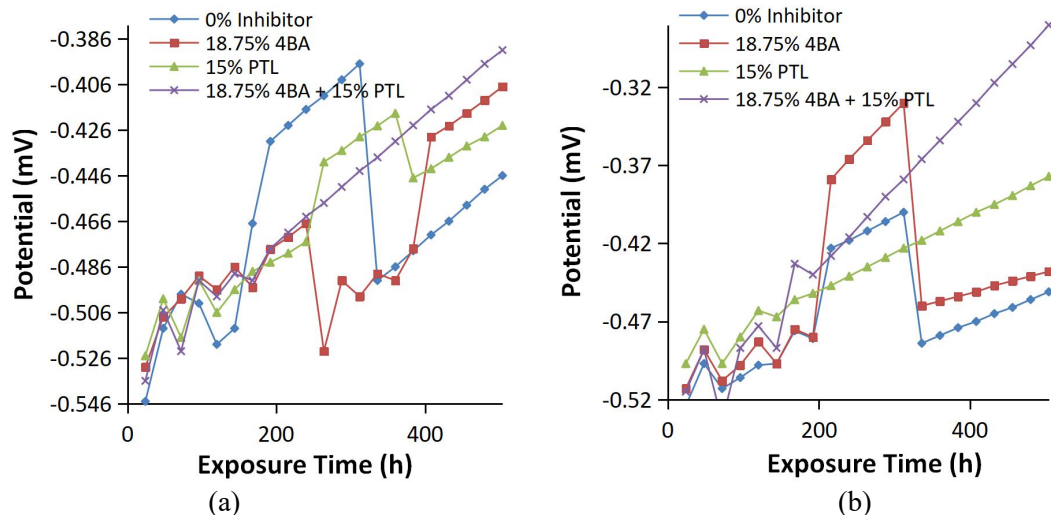 0% Inhibitor
18.75% 4BA
15% PTL
18.75% 4BA + 15% PTL
-0.386
-0.406
-0.426
-0.446
-0.466
-0.486
-0.506
-0.526
-0.546
Potential (mV)
0
200
400
Exposure Time (h)
(a)
0% Inhibitor
18.75% 4BA
15% PTL
18.75% 4BA + 15% PTL
-0.32
-0.37
-0.42
-0.47
-0.52
Potential (mV)
0
200
400
Exposure Time (h)
(b)